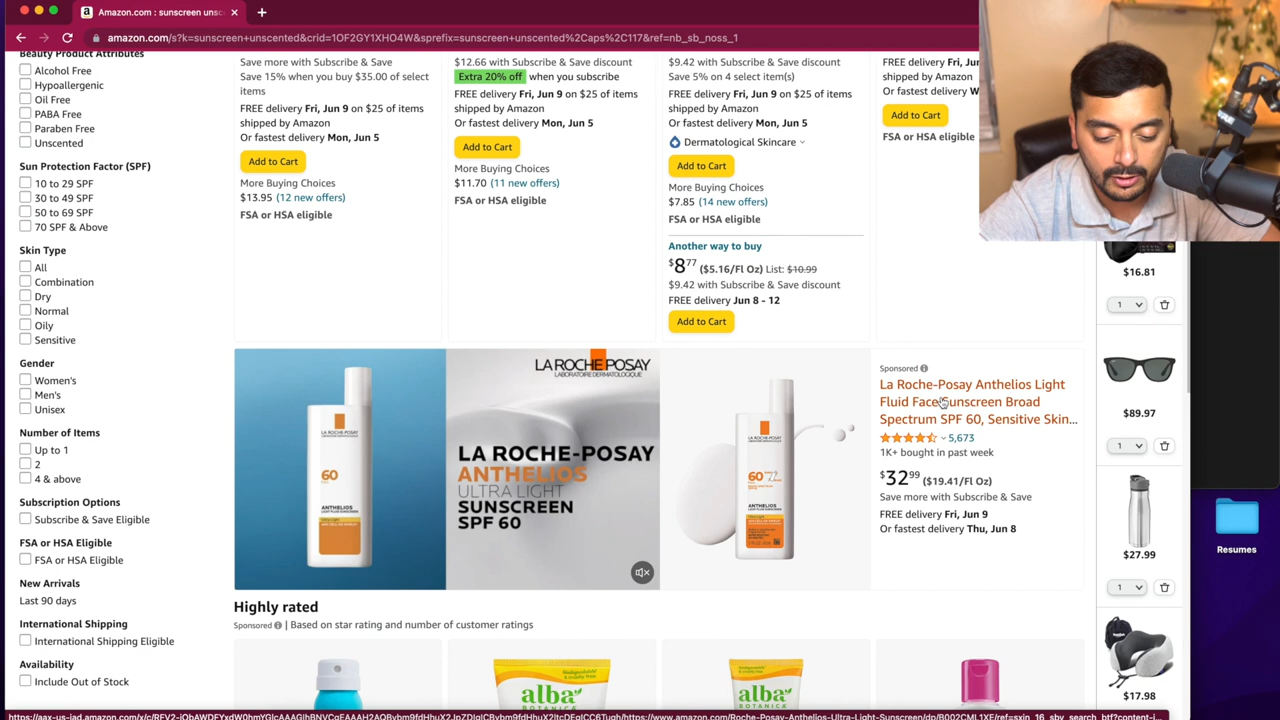 Amazon.com : sunscreen unsc
amazon.com/s?k=sunscreen+unscented&crid=1OF2GY1XHO4W&sprefix=sunscreen+unscented%2Caps%2C117&ref=nb_sb_noss_1
Beauty Product Attributes
Alcohol Free
Hypoallergenic
Oil Free
PABA Free
Paraben Free
Unscented
Sun Protection Factor (SPF)
10 to 29 SPF
30 to 49 SPF
50 to 69 SPF
70 SPF & Above
Skin Type
All
Combination
Dry
Normal
Oily
Sensitive
Gender
Women's
Men's
Unisex
Number of Items
Up to 1
2
4 & above
Subscription Options
Subscribe & Save Eligible
FSA or HSA Eligible
FSA or HSA Eligible
New Arrivals
Last 90 days
International Shipping
International Shipping Eligible
Availability
Include Out of Stock
Save more with Subscribe & Save
Save 15% when you buy $35.00 of select
items
FREE delivery Fri, Jun 9 on $25 of items
shipped by Amazon
Or fastest delivery Mon, Jun 5
Add to Cart
More Buying Choices
$13.95 (12 new offers)
FSA or HSA eligible
$12.66 with Subscribe & Save discount
Extra 20% off when you subscribe
FREE delivery Fri, Jun 9 on $25 of items
shipped by Amazon
Or fastest delivery Mon, Jun 5
Add to Cart
More Buying Choices
$11.70 (11 new offers)
FSA or HSA eligible
$9.42 with Subscribe & Save discount
Save 5% on 4 select item(s)
FREE delivery Fri, Jun 9 on $25 of items
shipped by Amazon
Or fastest delivery Mon, Jun 5
Dermatological Skincare
Add to Cart
More Buying Choices
$7.85 (14 new offers)
FSA or HSA eligible
Another way to buy
$8.77 ($5.16/Fl Oz) List: $10.99
$9.42 with Subscribe & Save discount
FREE delivery Jun 8 - 12
Add to Cart
FREE delivery Fri, Ju
shipped by Amazon
Or fastest delivery W
Add to Cart
FSA or HSA eligible
60
ANTHELIOS
LA ROCHE-POSAY
LABORATOIRE DERMATOLOGIQUE
LA ROCHE-POSAY
ANTHELIOS
ULTRA LIGHT
SUNSCREEN
SPF 60
60
ANTHELIOS
Sponsored
La Roche-Posay Anthelios Light
Fluid Face Sunscreen Broad
Spectrum SPF 60, Sensitive Skin...
5,673
1K+ bought in past week
$32.99 ($19.41/Fl Oz)
Save more with Subscribe & Save
FREE delivery Fri, Jun 9
Or fastest delivery Thu, Jun 8
Highly rated
Sponsored | Based on star rating and number of customer ratings
alba
BOTANICA
alba
BOTANICA
$16.81
1
$89.97
1
$27.99
1
$17.98
Resumes